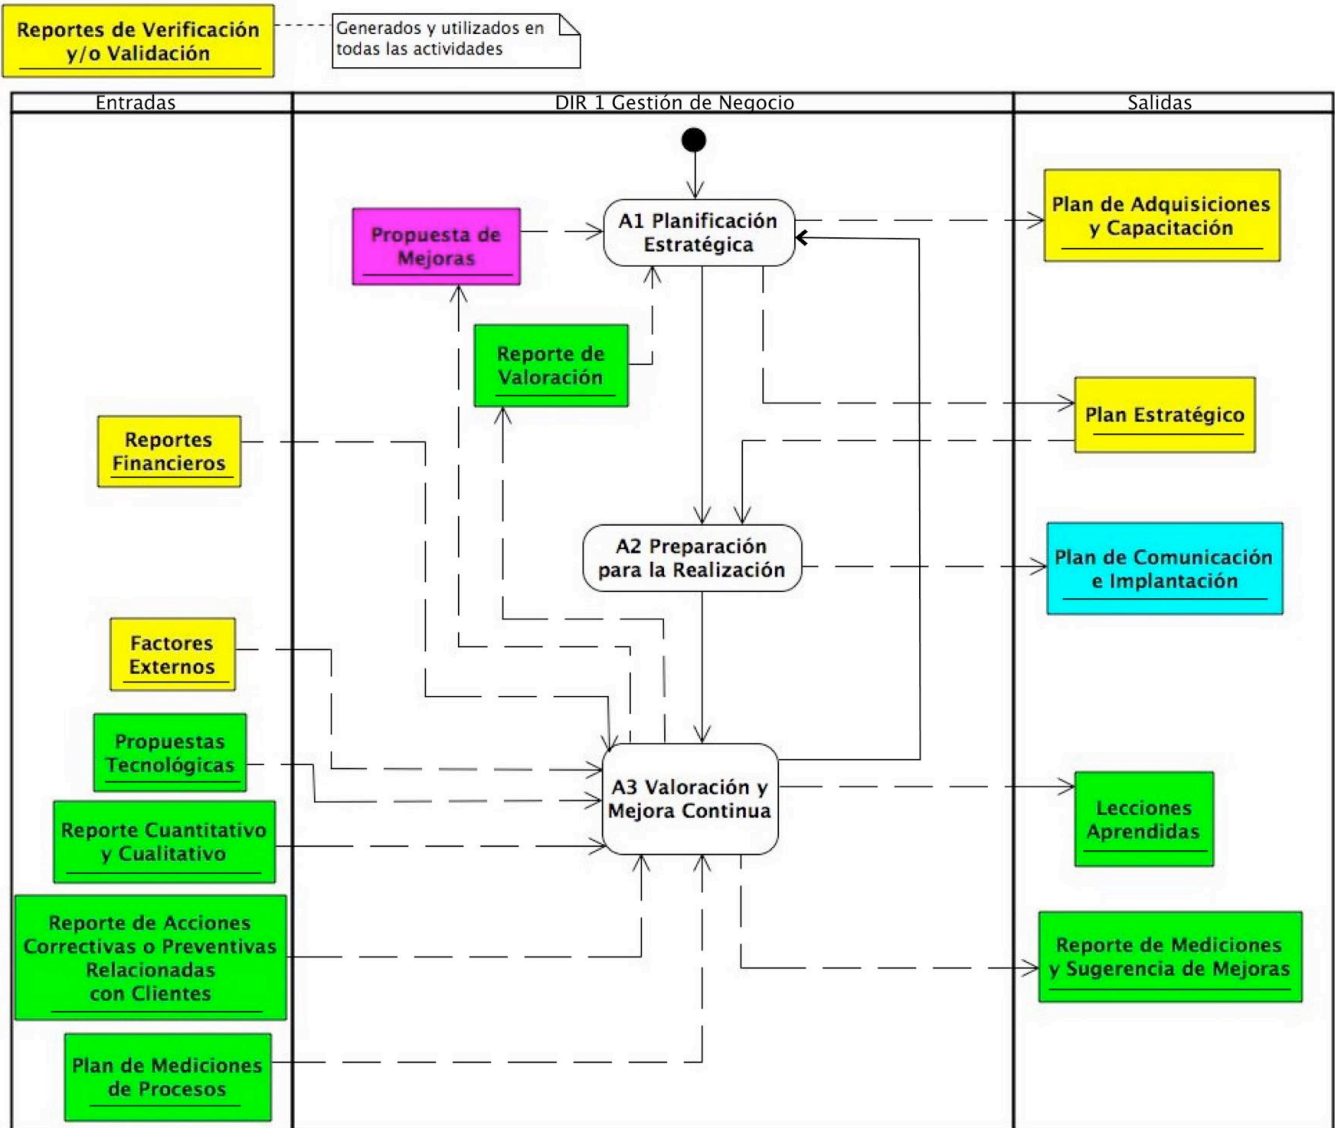 Reportes de Verificación
y/o Validación
Generados y utilizados en
todas las actividades
Entradas
DIR 1 Gestión de Negocio
Salidas
A1 Planificación
Estratégica
Plan de Adquisiciones
y Capacitación
Propuesta de
Mejoras
Reporte de
Valoración
Plan Estratégico
Reportes
Financieros
A2 Preparación
para la Realización
Plan de Comunicación
e Implantación
Factores
Externos
Propuestas
Tecnológicas
A3 Valoración y
Mejora Continua
Lecciones
Aprendidas
Reporte Cuantitativo
y Cualitativo
Reporte de Acciones
Correctivas o Preventivas
Relacionadas
con Clientes
Reporte de Mediciones
y Sugerencia de Mejoras
Plan de Mediciones
de Procesos